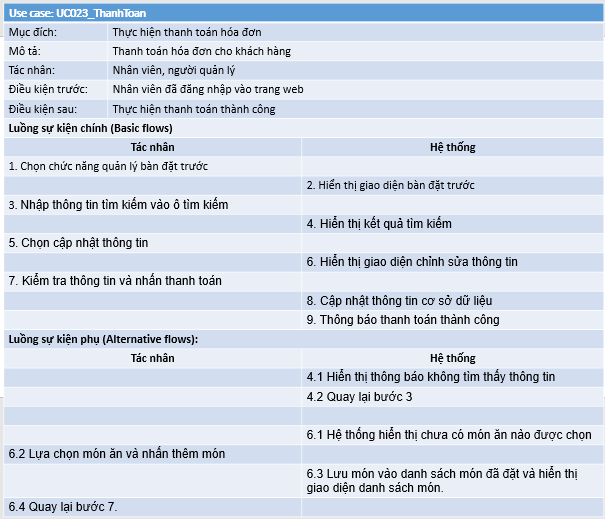 Use case: UC023_ThanhToan
Mục đích: Thực hiện thanh toán hóa đơn
Mô tả: Thanh toán hóa đơn cho khách hàng
Tác nhân: Nhân viên, người quản lý
Điều kiện trước: Nhân viên đã đăng nhập vào trang web
Điều kiện sau: Thực hiện thanh toán thành công
Luồng sự kiện chính (Basic flows)
Tác nhân Hệ thống
1. Chọn chức năng quản lý bàn đặt trước
2. Hiển thị giao diện bàn đặt trước
3. Nhập thông tin tìm kiếm vào ô tìm kiếm
4. Hiển thị kết quả tìm kiếm
5. Chọn cập nhật thông tin
6. Hiển thị giao diện chỉnh sửa thông tin
7. Kiểm tra thông tin và nhấn thanh toán
8. Cập nhật thông tin cơ sở dữ liệu
9. Thông báo thanh toán thành công
Luồng sự kiện phụ (Alternative flows):
Tác nhân Hệ thống
4.1 Hiển thị thông báo không tìm thấy thông tin
4.2 Quay lại bước 3
6.1 Hệ thống hiển thị chưa có món ăn nào được chọn
6.2 Lựa chọn món ăn và nhấn thêm món
6.3 Lưu món vào danh sách món đã đặt và hiển thị
giao diện danh sách món.
6.4 Quay lại bước 7.